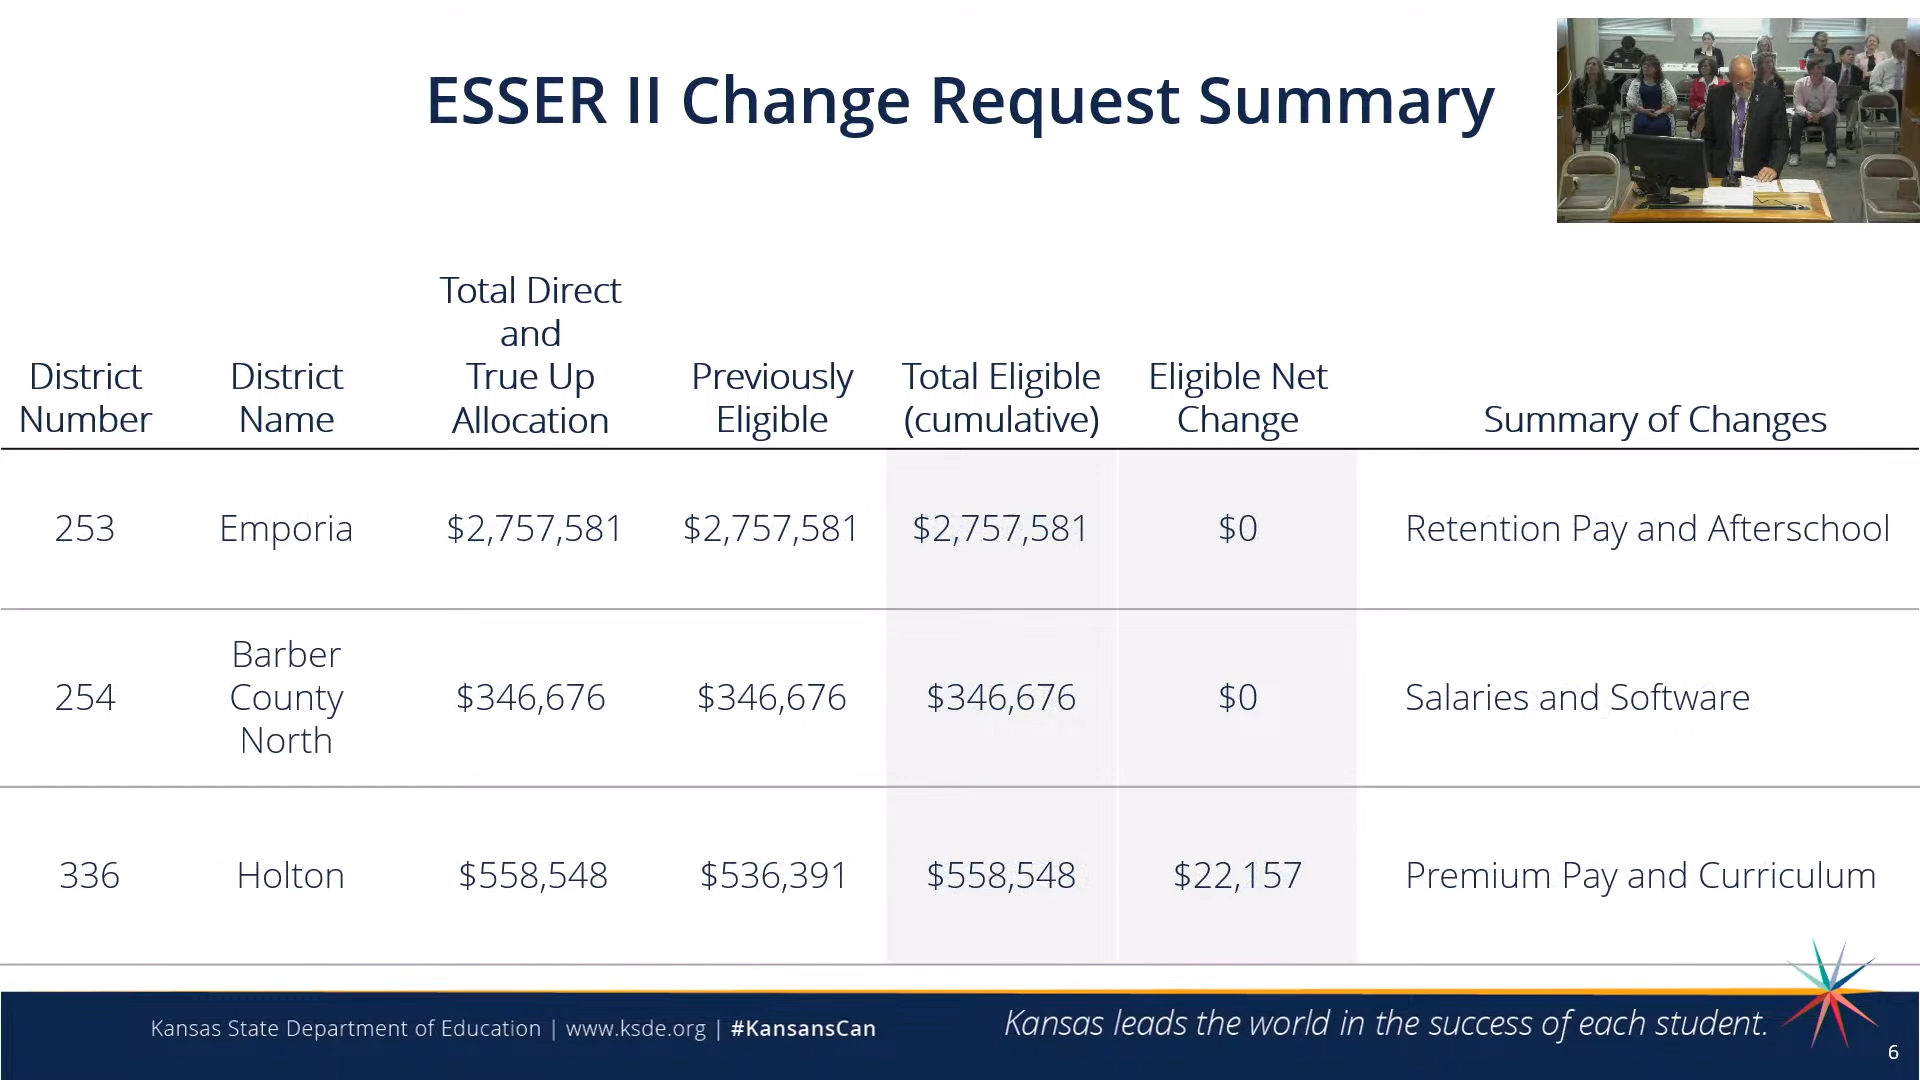 ESSER II Change Request Summary
District Number
District Name
Total Direct and True Up Allocation
Previously Eligible
Total Eligible (cumulative)
Eligible Net Change
Summary of Changes
253 Emporia $2,757,581 $2,757,581 $2,757,581 $0 Retention Pay and Afterschool
254 Barber County North $346,676 $346,676 $346,676 $0 Salaries and Software
336 Holton $558,548 $536,391 $558,548 $22,157 Premium Pay and Curriculum
Kansas State Department of Education | www.ksde.org | #KansansCan
Kansas leads the world in the success of each student.
6